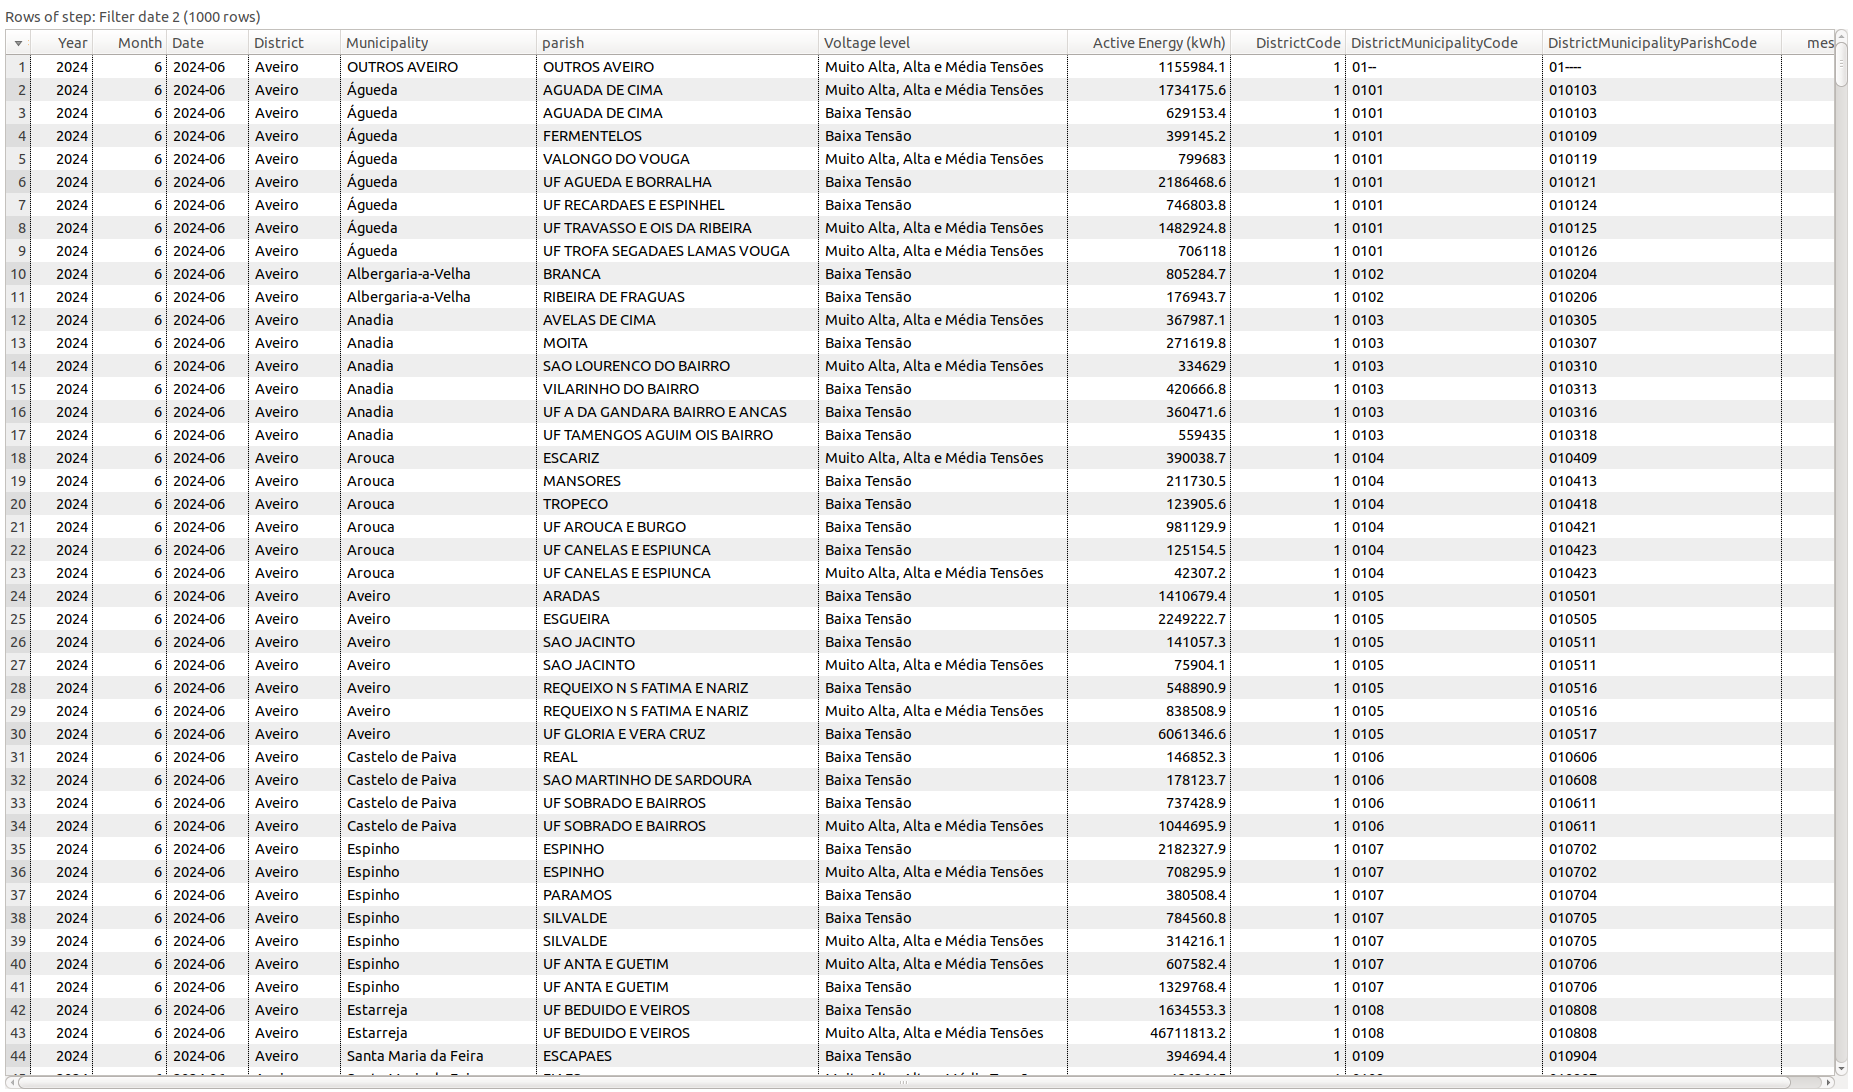 Rows of step: Filter date 2 (1000 rows)
Year Month Date District Municipality parish Voltage level Active Energy (kWh) DistrictCode DistrictMunicipalityCode DistrictMunicipalityParishCode mes
1 2024 6 2024-06 Aveiro OUTROS AVEIRO OUTROS AVEIRO Muito Alta, Alta e Média Tensões 1155984.1 1 01-- 01----
2 2024 6 2024-06 Aveiro Águeda AGUADA DE CIMA Muito Alta, Alta e Média Tensões 1734175.6 1 0101 010103
3 2024 6 2024-06 Aveiro Águeda AGUADA DE CIMA Baixa Tensão 629153.4 1 0101 010103
4 2024 6 2024-06 Aveiro Águeda FERMENTELOS Baixa Tensão 399145.2 1 0101 010109
5 2024 6 2024-06 Aveiro Águeda VALONGO DO VOUGA Muito Alta, Alta e Média Tensões 799683 1 0101 010119
6 2024 6 2024-06 Aveiro Águeda UF AGUEDA E BORRALHA Baixa Tensão 2186468.6 1 0101 010121
7 2024 6 2024-06 Aveiro Águeda UF RECARDAES E ESPINHEL Baixa Tensão 746803.8 1 0101 010124
8 2024 6 2024-06 Aveiro Águeda UF TRAVASSO E OIS DA RIBEIRA Muito Alta, Alta e Média Tensões 1482924.8 1 0101 010125
9 2024 6 2024-06 Aveiro Águeda UF TROFA SEGADAES LAMAS VOUGA Muito Alta, Alta e Média Tensões 706118 1 0101 010126
10 2024 6 2024-06 Aveiro Albergaria-a-Velha BRANCA Baixa Tensão 805284.7 1 0102 010204
11 2024 6 2024-06 Aveiro Albergaria-a-Velha RIBEIRA DE FRAGUAS Baixa Tensão 176943.7 1 0102 010206
12 2024 6 2024-06 Aveiro Anadia AVELAS DE CIMA Muito Alta, Alta e Média Tensões 367987.1 1 0103 010305
13 2024 6 2024-06 Aveiro Anadia MOITA Baixa Tensão 271619.8 1 0103 010307
14 2024 6 2024-06 Aveiro Anadia SAO LOURENCO DO BAIRRO Muito Alta, Alta e Média Tensões 334629 1 0103 010310
15 2024 6 2024-06 Aveiro Anadia VILARINHO DO BAIRRO Baixa Tensão 420666.8 1 0103 010313
16 2024 6 2024-06 Aveiro Anadia UF A DA GANDARA BAIRRO E ANCAS Baixa Tensão 360471.6 1 0103 010316
17 2024 6 2024-06 Aveiro Anadia UF TAMENGOS AGUIM OIS BAIRRO Baixa Tensão 559435 1 0103 010318
18 2024 6 2024-06 Aveiro Arouca ESCARIZ Muito Alta, Alta e Média Tensões 390038.7 1 0104 010409
19 2024 6 2024-06 Aveiro Arouca MANSORES Baixa Tensão 211730.5 1 0104 010413
20 2024 6 2024-06 Aveiro Arouca TROPECO Baixa Tensão 123905.6 1 0104 010418
21 2024 6 2024-06 Aveiro Arouca UF AROUCA E BURGO Baixa Tensão 981129.9 1 0104 010421
22 2024 6 2024-06 Aveiro Arouca UF CANELAS E ESPIUNCA Baixa Tensão 125154.5 1 0104 010423
23 2024 6 2024-06 Aveiro Arouca UF CANELAS E ESPIUNCA Muito Alta, Alta e Média Tensões 42307.2 1 0104 010423
24 2024 6 2024-06 Aveiro Aveiro ARADAS Baixa Tensão 1410679.4 1 0105 010501
25 2024 6 2024-06 Aveiro Aveiro ESGUEIRA Baixa Tensão 2249222.7 1 0105 010505
26 2024 6 2024-06 Aveiro Aveiro SAO JACINTO Baixa Tensão 141057.3 1 0105 010511
27 2024 6 2024-06 Aveiro Aveiro SAO JACINTO Muito Alta, Alta e Média Tensões 75904.1 1 0105 010511
28 2024 6 2024-06 Aveiro Aveiro REQUEIXO N S FATIMA E NARIZ Baixa Tensão 548890.9 1 0105 010516
29 2024 6 2024-06 Aveiro Aveiro REQUEIXO N S FATIMA E NARIZ Muito Alta, Alta e Média Tensões 838508.9 1 0105 010516
30 2024 6 2024-06 Aveiro Aveiro UF GLORIA E VERA CRUZ Baixa Tensão 6061346.6 1 0105 010517
31 2024 6 2024-06 Aveiro Castelo de Paiva REAL Baixa Tensão 146852.3 1 0106 010606
32 2024 6 2024-06 Aveiro Castelo de Paiva SAO MARTINHO DE SARDOURA Baixa Tensão 178123.7 1 0106 010608
33 2024 6 2024-06 Aveiro Castelo de Paiva UF SOBRADO E BAIRROS Baixa Tensão 737428.9 1 0106 010611
34 2024 6 2024-06 Aveiro Castelo de Paiva UF SOBRADO E BAIRROS Muito Alta, Alta e Média Tensões 1044695.9 1 0106 010611
35 2024 6 2024-06 Aveiro Espinho ESPINHO Baixa Tensão 2182327.9 1 0107 010702
36 2024 6 2024-06 Aveiro Espinho ESPINHO Muito Alta, Alta e Média Tensões 708295.9 1 0107 010702
37 2024 6 2024-06 Aveiro Espinho PARAMOS Baixa Tensão 380508.4 1 0107 010704
38 2024 6 2024-06 Aveiro Espinho SILVALDE Baixa Tensão 784560.8 1 0107 010705
39 2024 6 2024-06 Aveiro Espinho SILVALDE Muito Alta, Alta e Média Tensões 314216.1 1 0107 010705
40 2024 6 2024-06 Aveiro Espinho UF ANTA E GUETIM Muito Alta, Alta e Média Tensões 607582.4 1 0107 010706
41 2024 6 2024-06 Aveiro Espinho UF ANTA E GUETIM Baixa Tensão 1329768.4 1 0107 010706
42 2024 6 2024-06 Aveiro Estarreja UF BEDUIDO E VEIROS Baixa Tensão 1634553.3 1 0108 010808
43 2024 6 2024-06 Aveiro Estarreja UF BEDUIDO E VEIROS Muito Alta, Alta e Média Tensões 46711813.2 1 0108 010808
44 2024 6 2024-06 Aveiro Santa Maria da Feira ESCAPAES Baixa Tensão 394694.4 1 0109 010904